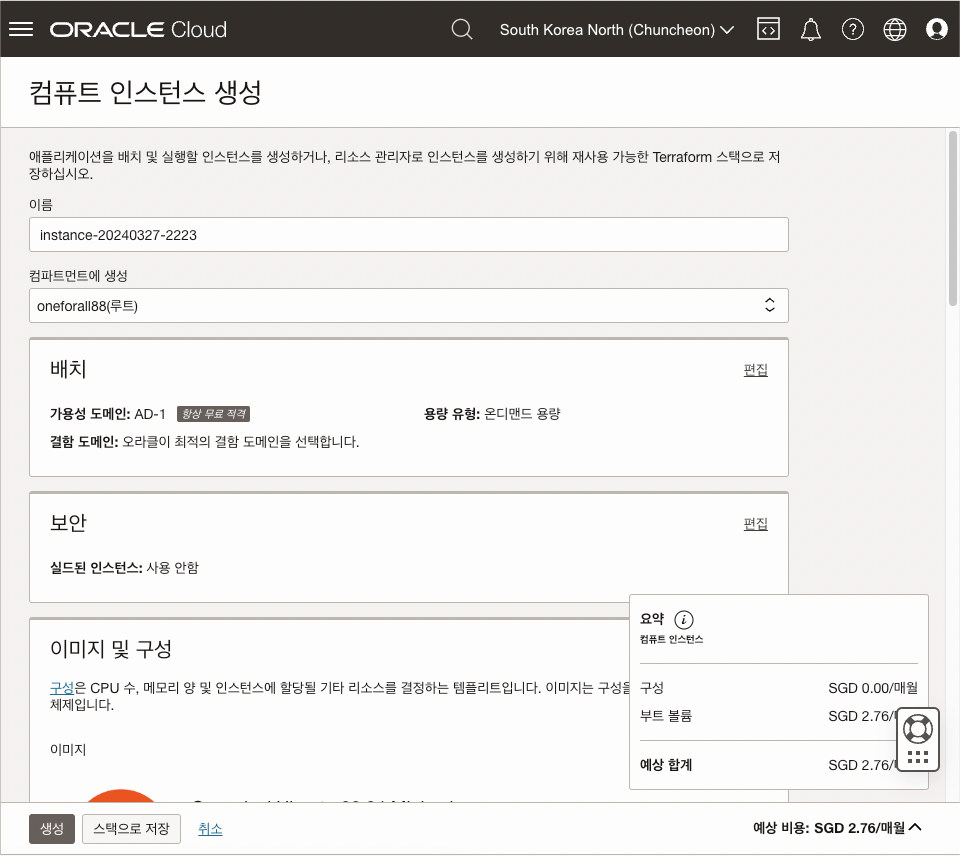 ORACLE Cloud
South Korea North (Chuncheon)
컴퓨트 인스턴스 생성
애플리케이션을 배치 및 실행할 인스턴스를 생성하거나, 리소스 관리자로 인스턴스를 생성하기 위해 재사용 가능한 Terraform 스택으로 저
장하십시오.
이름
instance-20240327-2223
컴파트먼트에 생성
oneforall88(루트)
배치
편집
가용성 도메인: AD-1 항상 무료 적격
용량 유형: 온디맨드 용량
결함 도메인: 오라클이 최적의 결함 도메인을 선택합니다.
보안
편집
실드된 인스턴스: 사용 안함
이미지 및 구성
구성은 CPU 수, 메모리 양 및 인스턴스에 할당될 기타 리소스를 결정하는 템플리트입니다. 이미지는 구성을
체제입니다.
이미지
요약
컴퓨트 인스턴스
구성 SGD 0.00/매월
부트 볼륨 SGD 2.76/
예상 합계 SGD 2.76/
생성
스택으로 저장
취소
예상 비용: SGD 2.76/매월